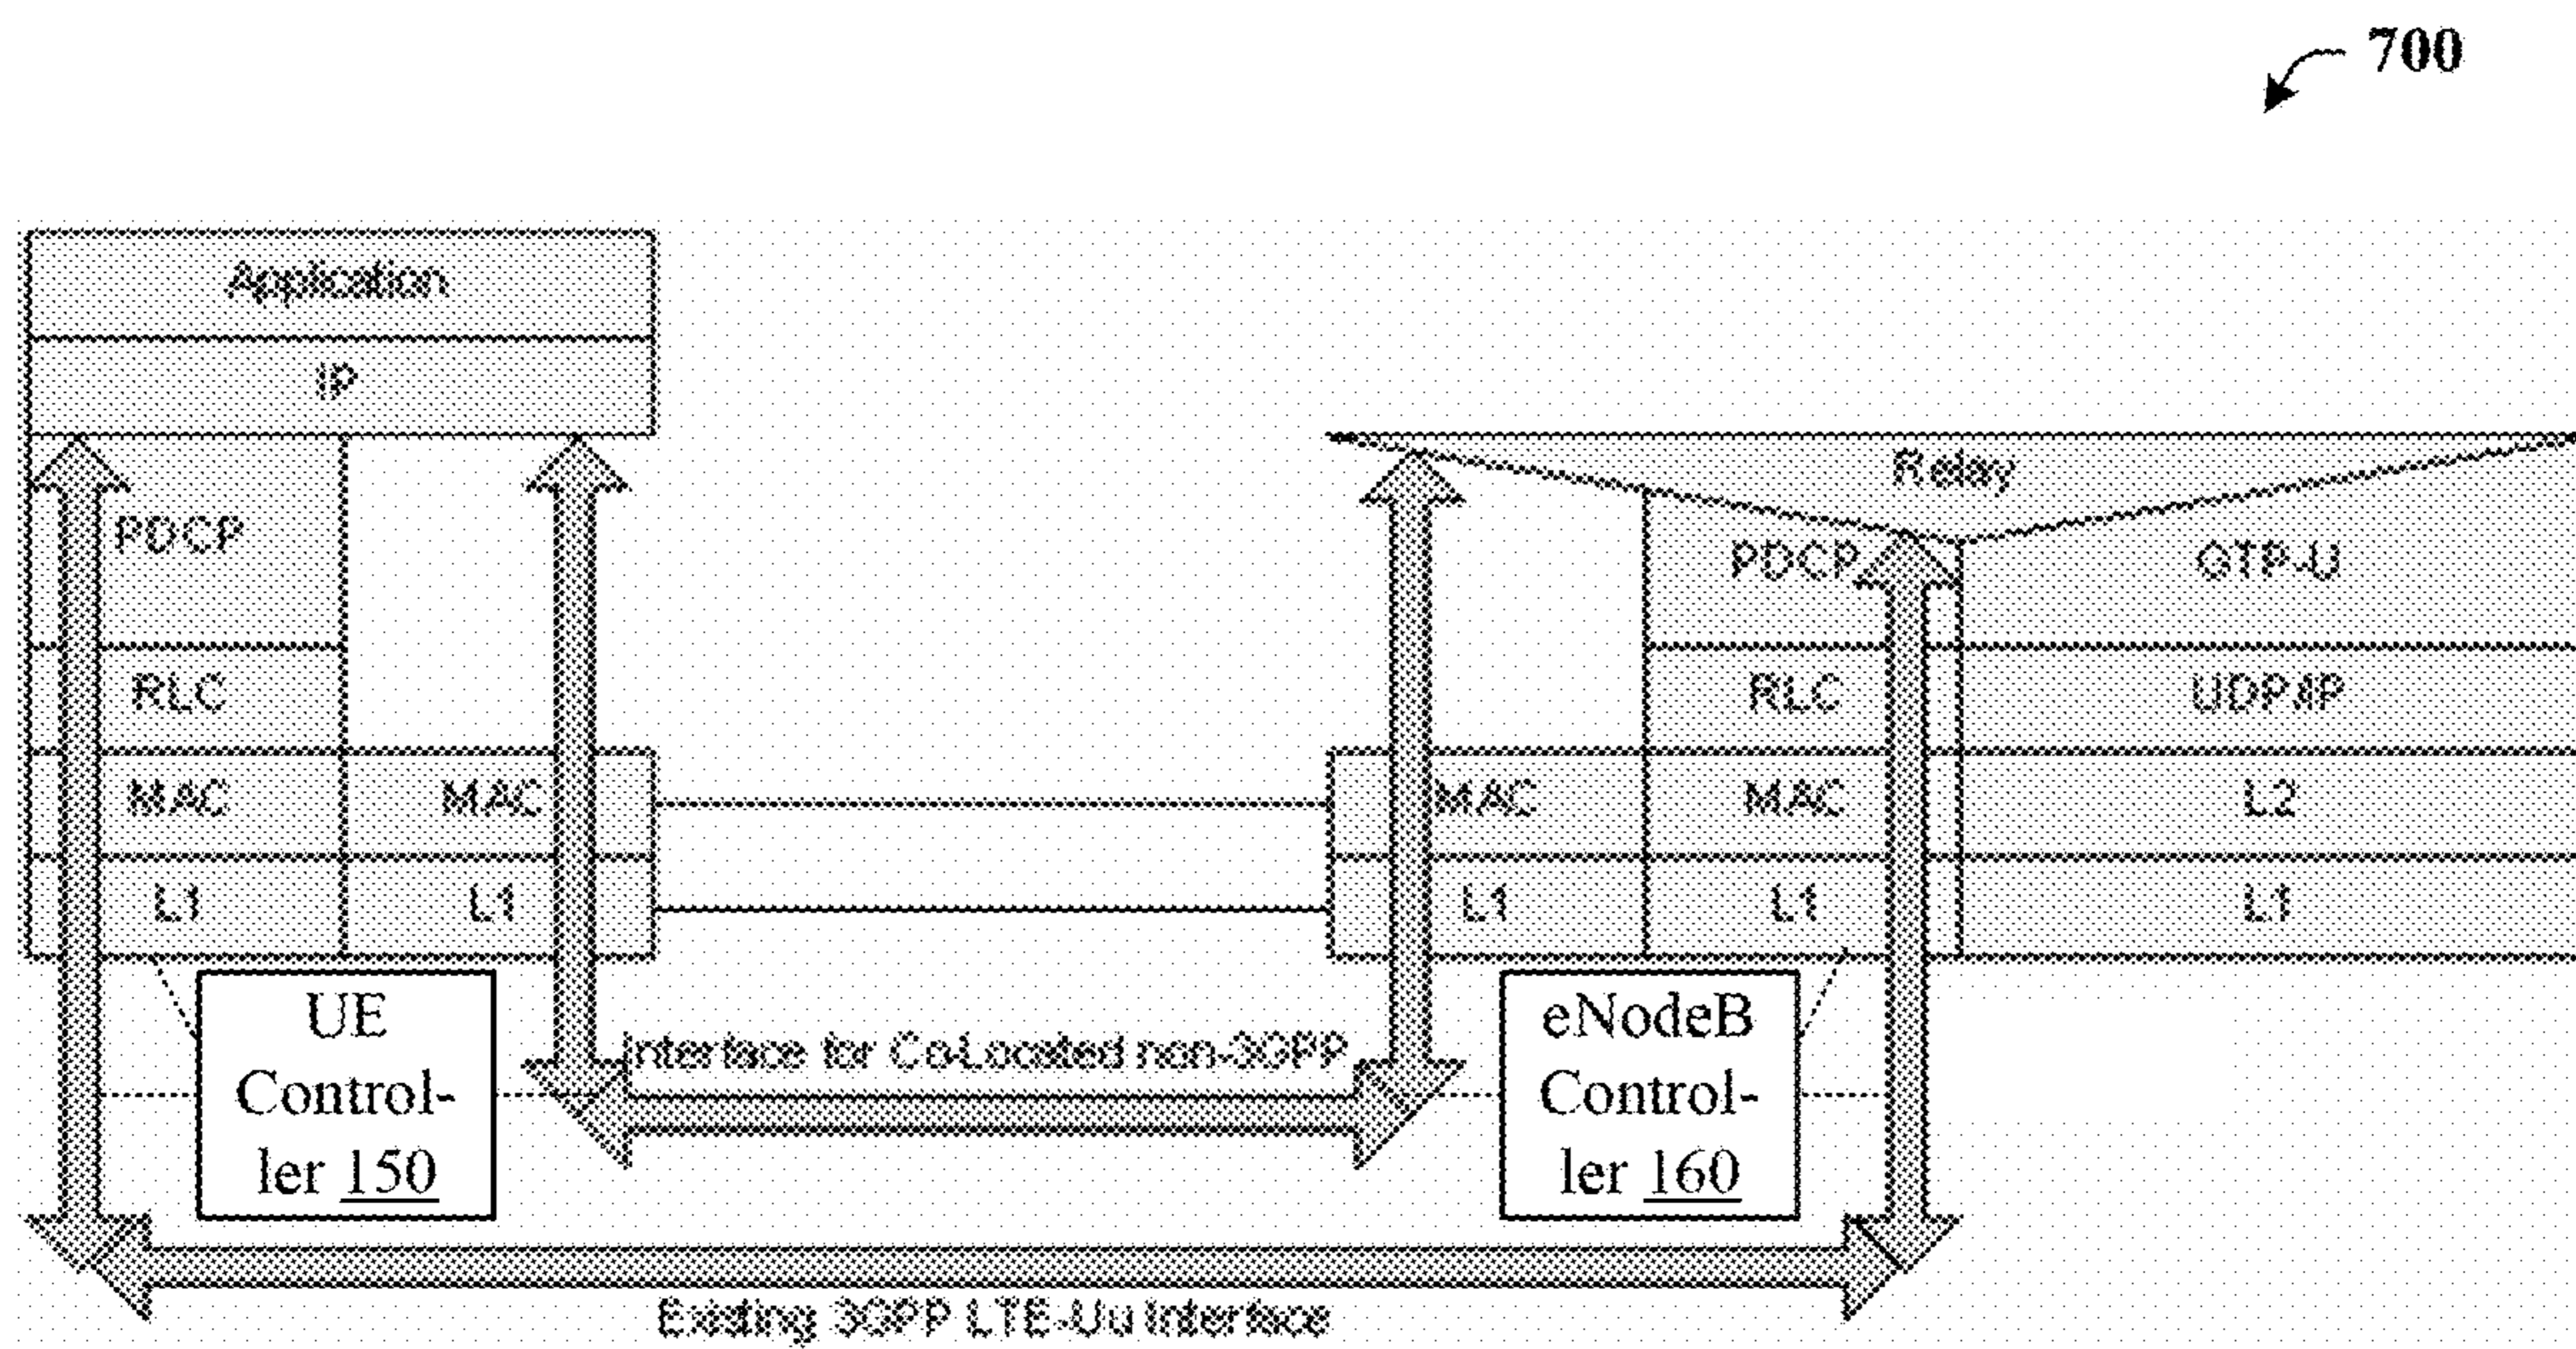 700
Application
IP
Relay
PDCP
PDCP
GTP-U
RLC
RLC
UDP/IP
MAC
MAC
MAC
MAC
L2
L1
L1
L1
L1
L1
UE
Control-
ler 150
eNodeB
Control-
ler 160
Interface for Co-Located non-3GPP
Existing 3GPP LTE-Uu Interface